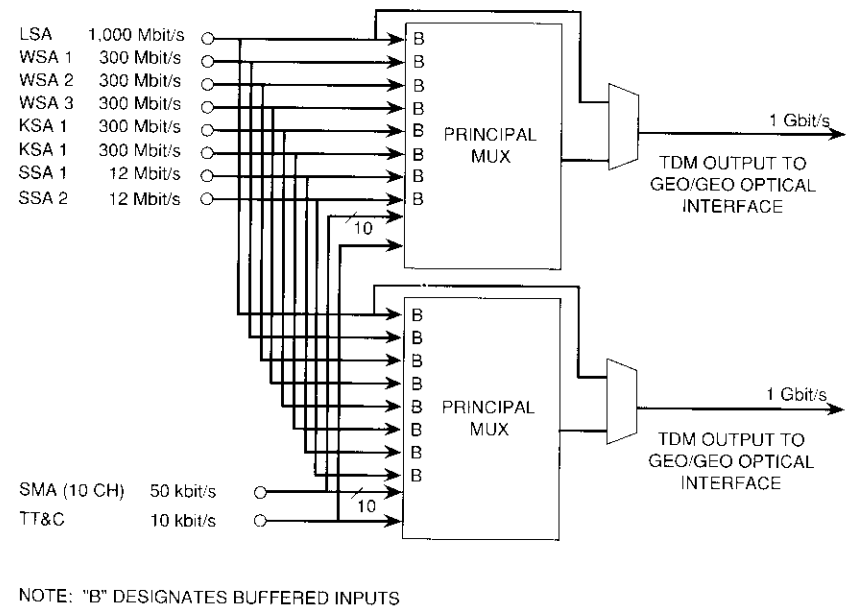 LSA 1,000 Mbit/s
WSA 1 300 Mbit/s
WSA 2 300 Mbit/s
WSA 3 300 Mbit/s
KSA 1 300 Mbit/s
KSA 1 300 Mbit/s
SSA 1 12 Mbit/s
SSA 2 12 Mbit/s
B
B
B
B
B
B
B
B
10
PRINCIPAL
MUX
1 Gbit/s
TDM OUTPUT TO
GEO/GEO OPTICAL
INTERFACE
B
B
B
B
B
B
B
B
10
PRINCIPAL
MUX
1 Gbit/s
TDM OUTPUT TO
GEO/GEO OPTICAL
INTERFACE
SMA (10 CH) 50 kbit/s
TT&C 10 kbit/s
NOTE: "B" DESIGNATES BUFFERED INPUTS